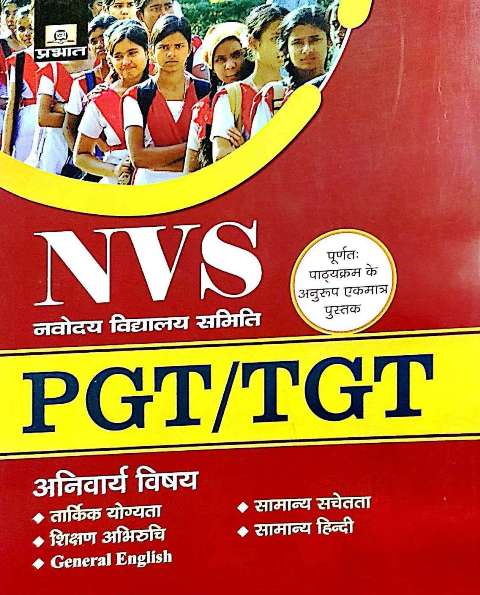 प्रभात
NVS
नवोदय विद्यालय समिति
पूर्णतः
पाठ्यक्रम के
अनुरूप एकमात्र
पुस्तक
PGT/TGT
अनिवार्य विषय
◆ तार्किक योग्यता
◆ शिक्षण अभिरुचि
◆ General English
◆ सामान्य सचेतता
◆ सामान्य हिन्दी